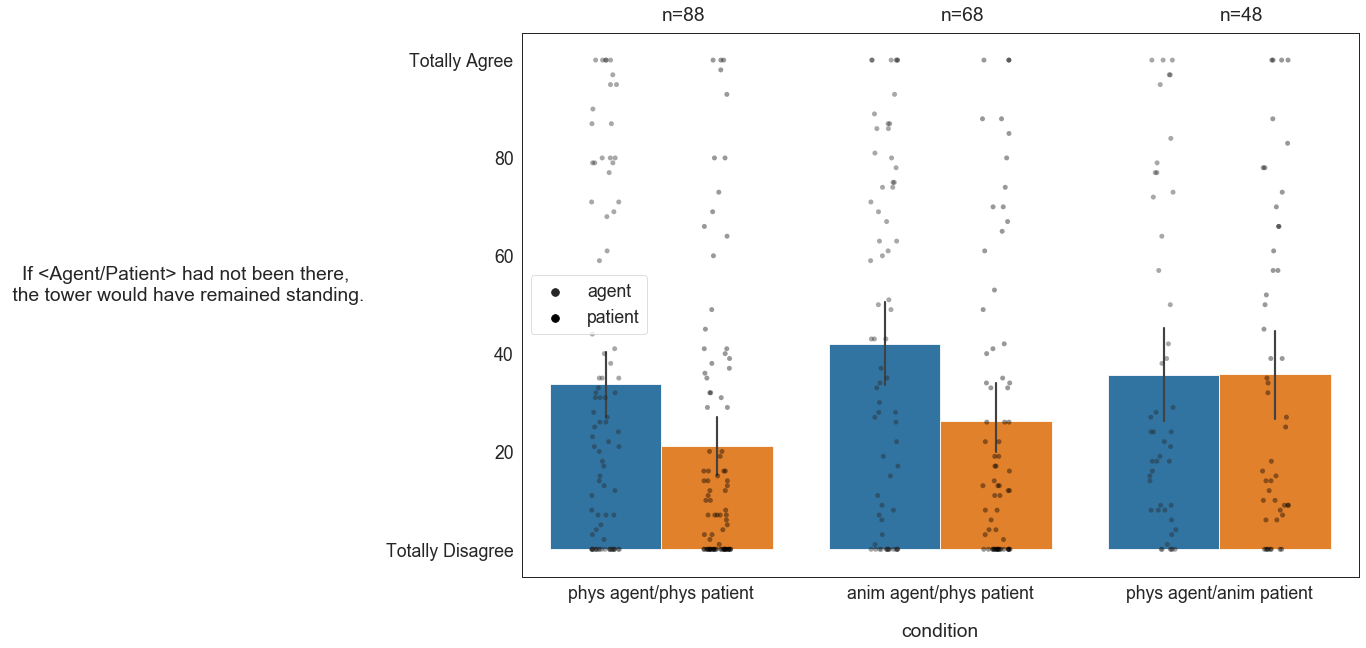 n=88
n=68
n=48
Totally Agree
80
60
If <Agent/Patient> had not been there,
the tower would have remained standing.
agent
patient
40
20
Totally Disagree
phys agent/phys patient
anim agent/phys patient
phys agent/anim patient
condition